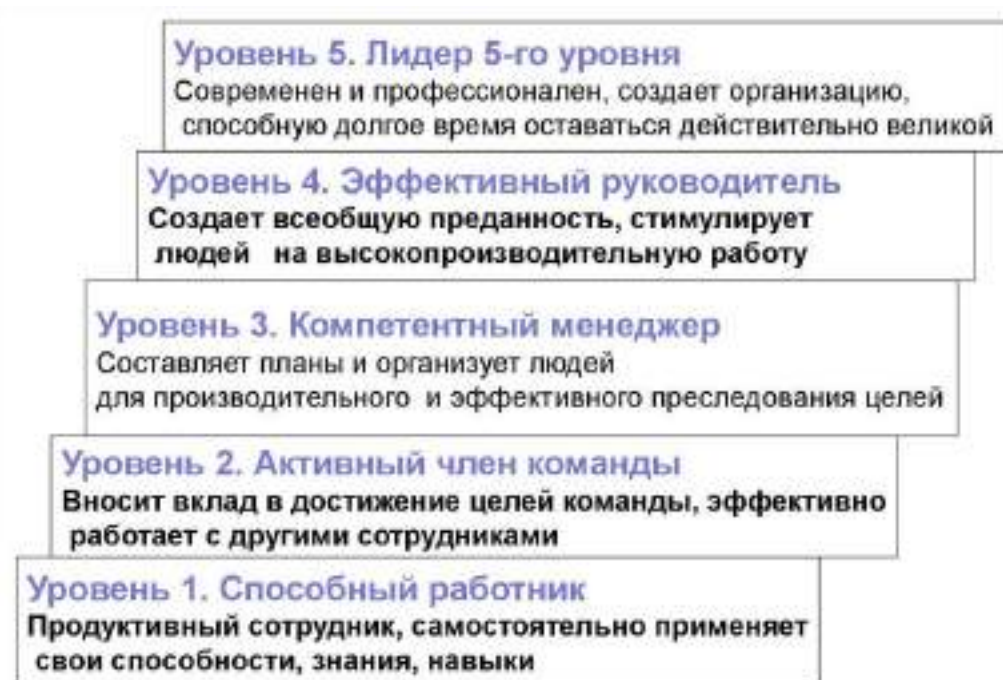 Уровень 5. Лидер 5-го уровня
Современен и профессионален, создает организацию,
способную долгое время оставаться действительно великой
Уровень 4. Эффективный руководитель
Создает всеобщую преданность, стимулирует
людей на высокопроизводительную работу
Уровень 3. Компетентный менеджер
Составляет планы и организует людей
для производительного и эффективного преследования целей
Уровень 2. Активный член команды
Вносит вклад в достижение целей команды, эффективно
работает с другими сотрудниками
Уровень 1. Способный работник
Продуктивный сотрудник, самостоятельно применяет
свои способности, знания, навыки